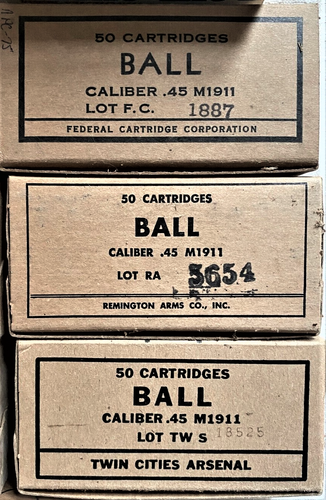 50 CARTRIDGES
BALL
CALIBER .45 M1911
LOT F.C. 1887
FEDERAL CARTRIDGE CORPORATION
50 CARTRIDGES
BALL
CALIBER .45 M1911
LOT RA 5654
REMINGTON ARMS CO., INC.
50 CARTRIDGES
BALL
CALIBER .45 M1911
LOT TW S 18525
TWIN CITIES ARSENAL